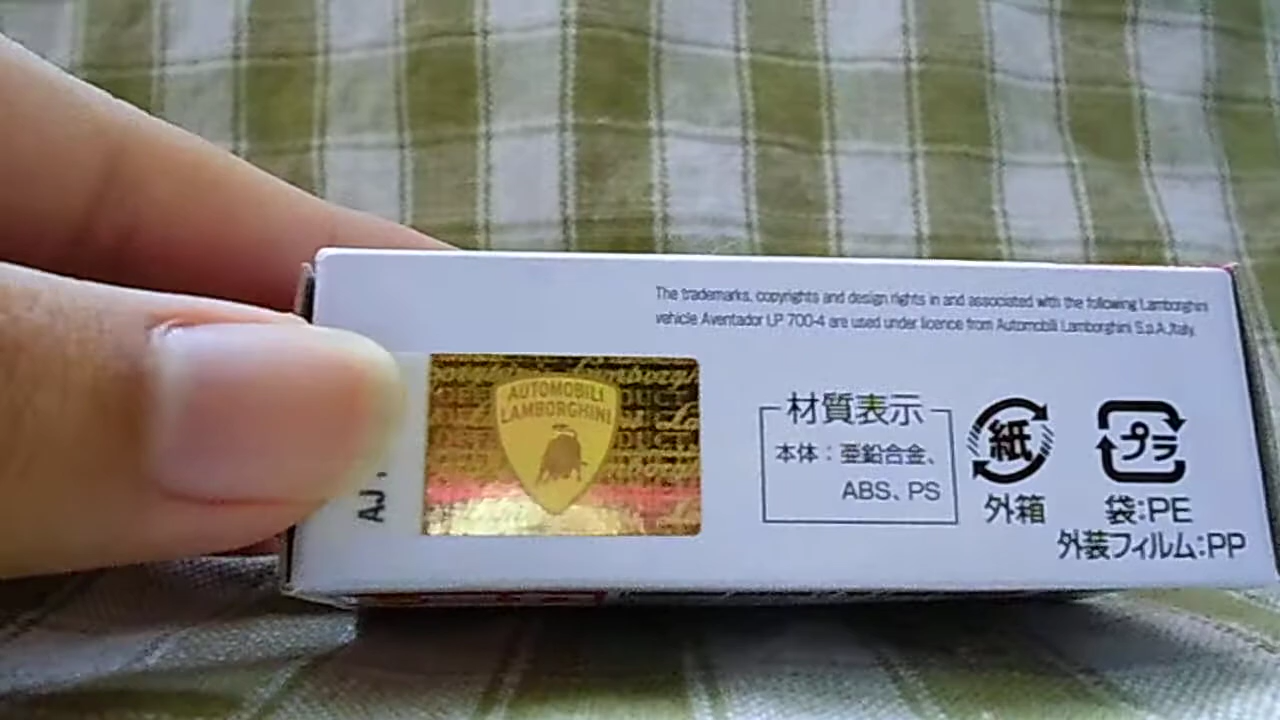 The trademarks, copyrights and design rights in and associated with the following Lamborghini
vehicle Aventador LP 700-4 are used under licence from Automobili Lamborghini S.p.A,Italy.
AUTOMOBILI
LAMBORGHINI
AJ
材質表示
本体：亜鉛合金、
ABS、PS
紙
外箱
プラ
袋:PE
外装フィルム:PP